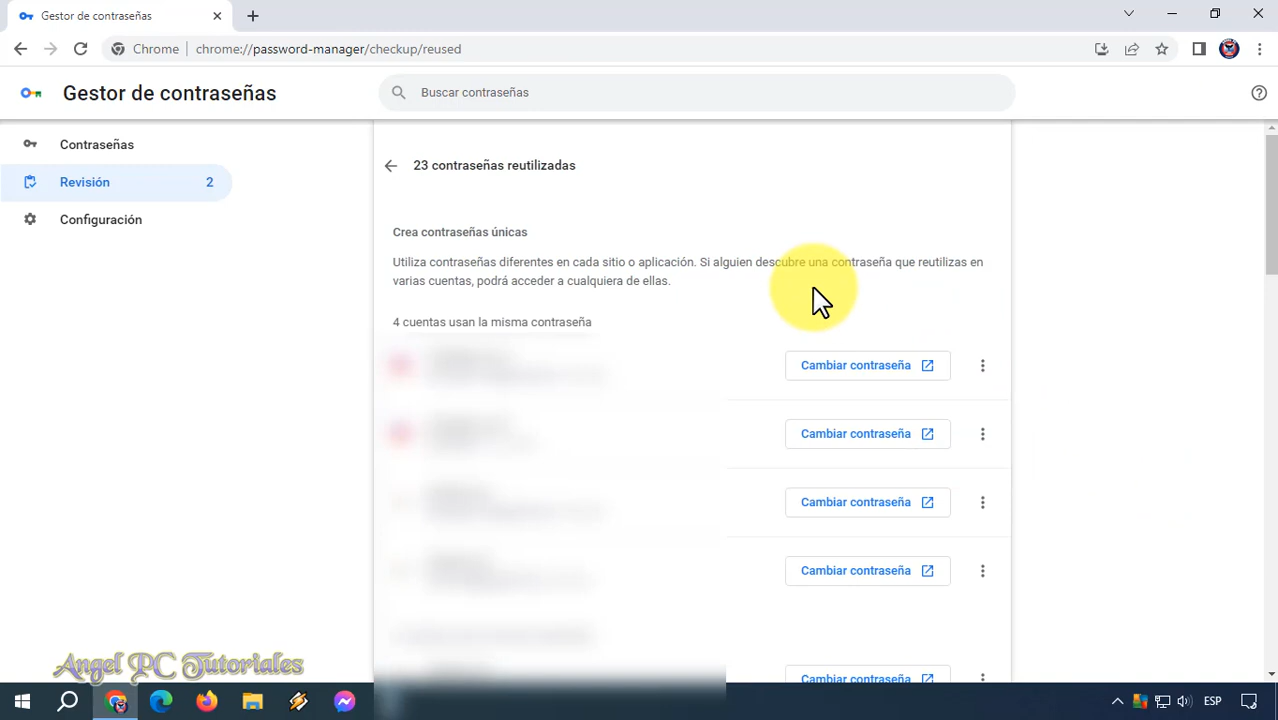 Gestor de contraseñas
Chrome
chrome://password-manager/checkup/reused
Gestor de contraseñas
Buscar contraseñas
Contraseñas
Revisión 2
Configuración
23 contraseñas reutilizadas
Crea contraseñas únicas
Utiliza contraseñas diferentes en cada sitio o aplicación. Si alguien descubre una contraseña que reutilizas en
varias cuentas, podrá acceder a cualquiera de ellas.
4 cuentas usan la misma contraseña
Cambiar contraseña
Cambiar contraseña
Cambiar contraseña
Cambiar contraseña
Cambiar contraseña
Angel PC Tutoriales
ESP